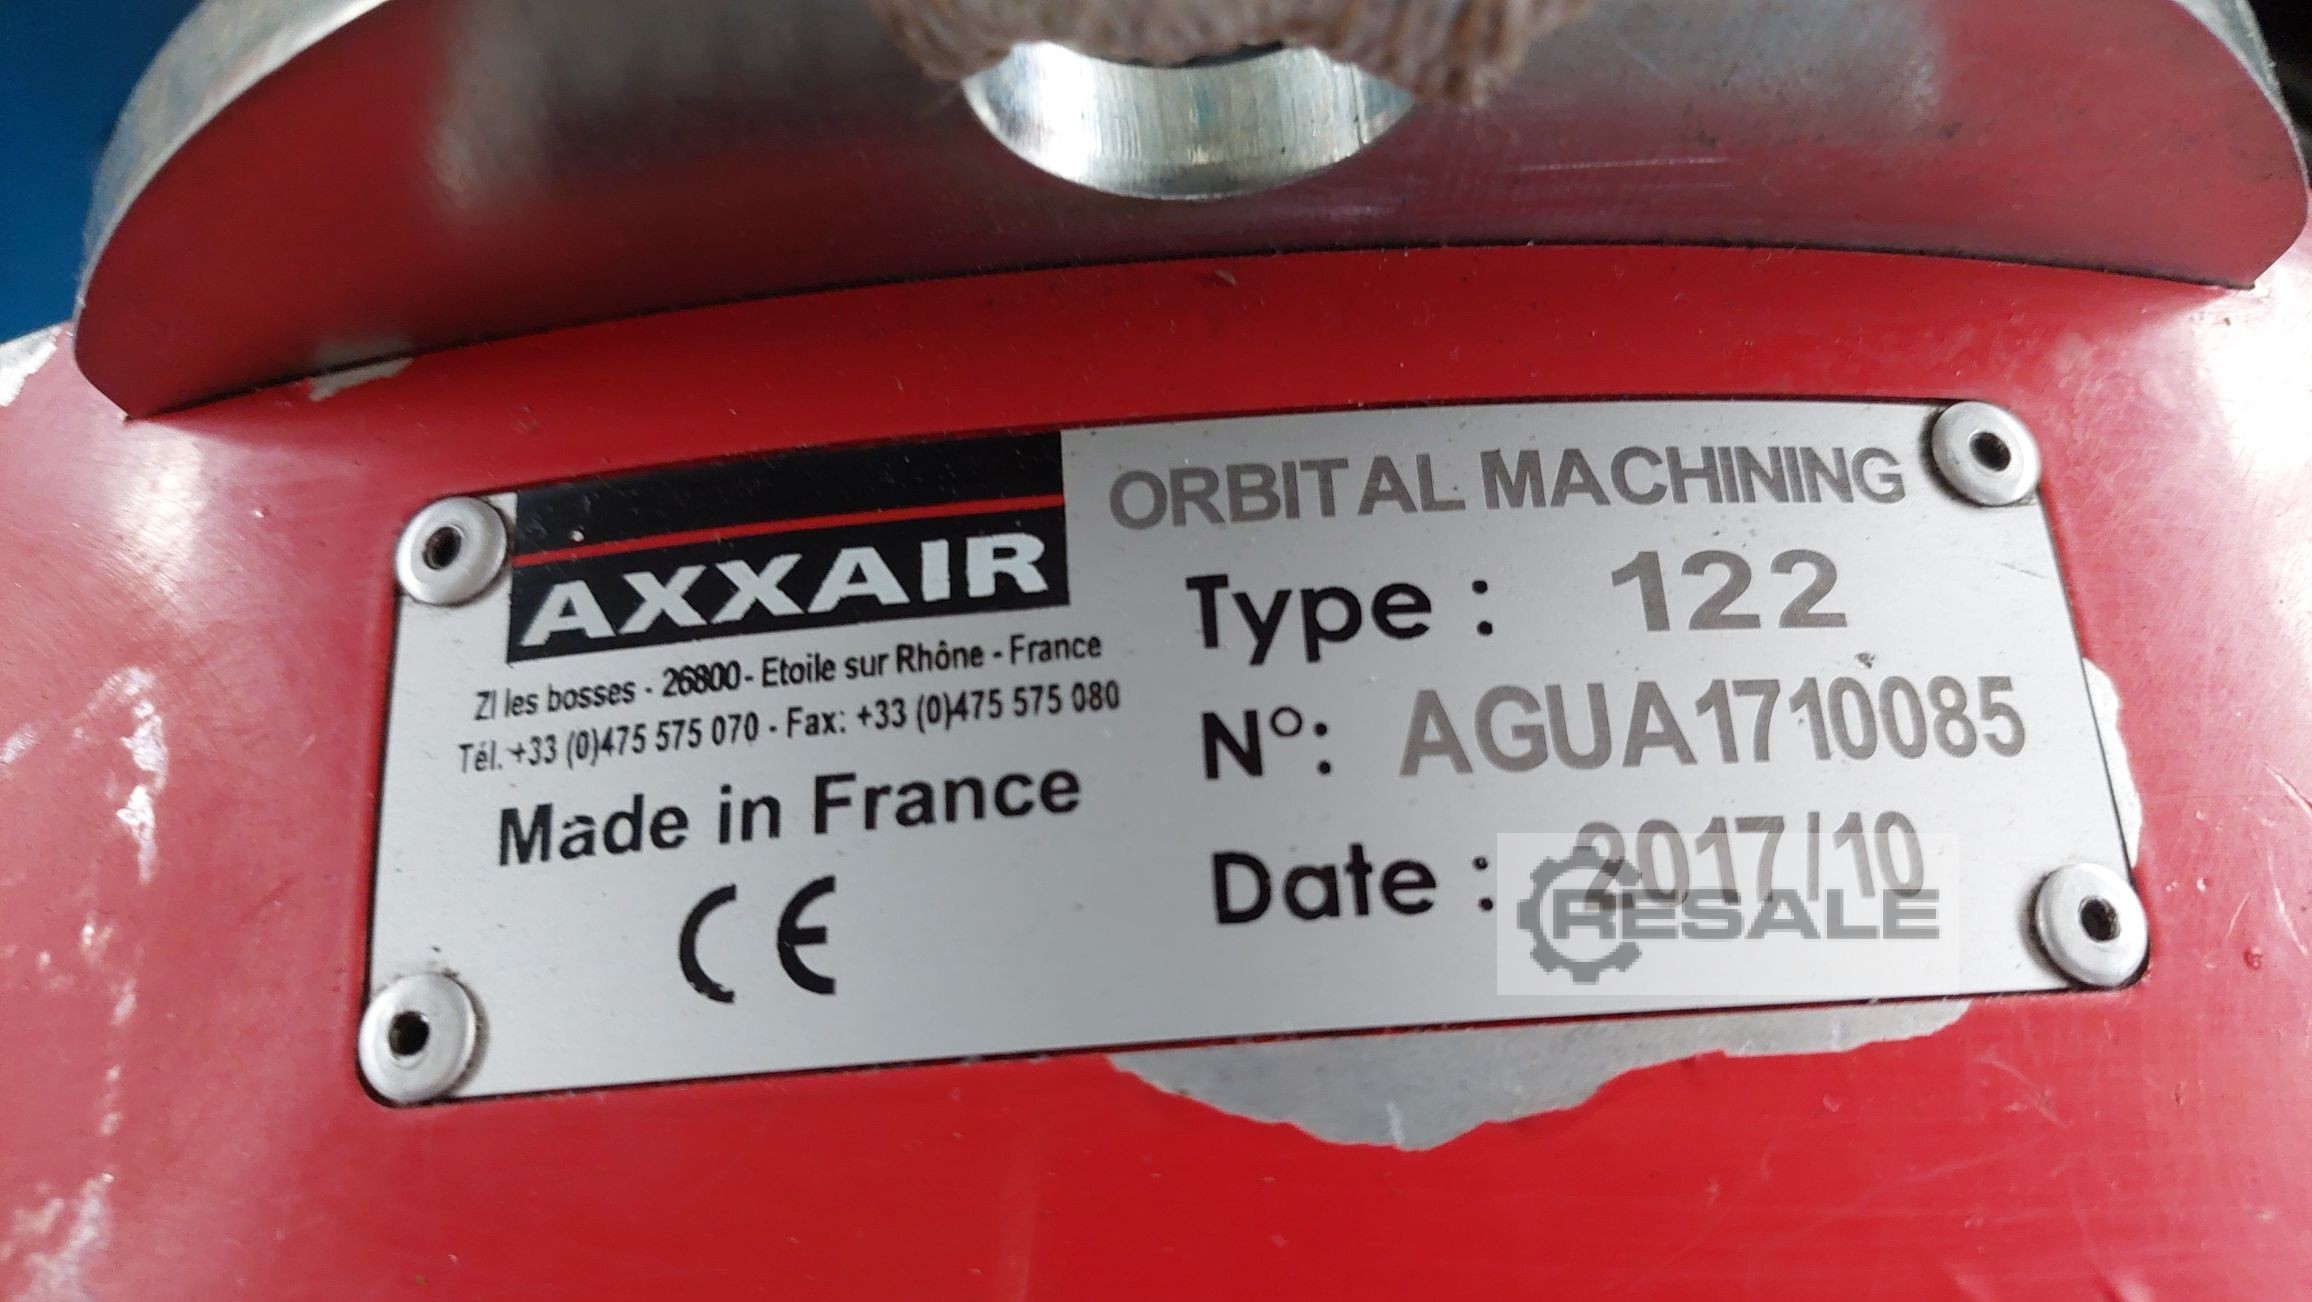 AXXAIR
ZI les bosses - 26800 - Etoile sur Rhône - France
Tél. +33 (0)475 575 070 - Fax: +33 (0)475 575 080
Made in France
CE
ORBITAL MACHINING
Type : 122
N°: AGUA1710085
Date : 2017/10
RESALE